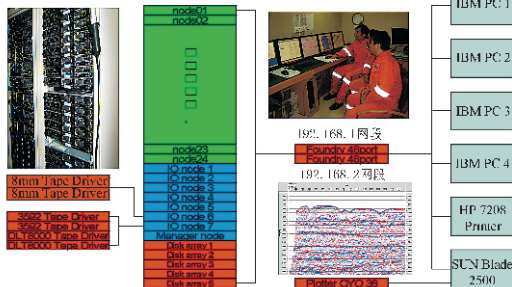 node01
node02
node23
node24
IO node 1
IO node 2
IO node 3
IO node 4
IO node 5
IO node 6
IO node 7
Manager node
Disk array 1
Disk array 2
Disk array 3
Disk array 4
Disk array 5
8mm Tape Driver
8mm Tape Driver
3592 Tape Driver
3592 Tape Driver
DLT8000 Tape Driver
DLT8000 Tape Driver
192. 168. 1网段
Foundry 48port
Foundry 48port
192. 168. 2网段
Plotter OYO 36
IBM PC 1
IBM PC 2
IBM PC 3
IBM PC 4
HP 7208
Printer
SUN Blade
2500